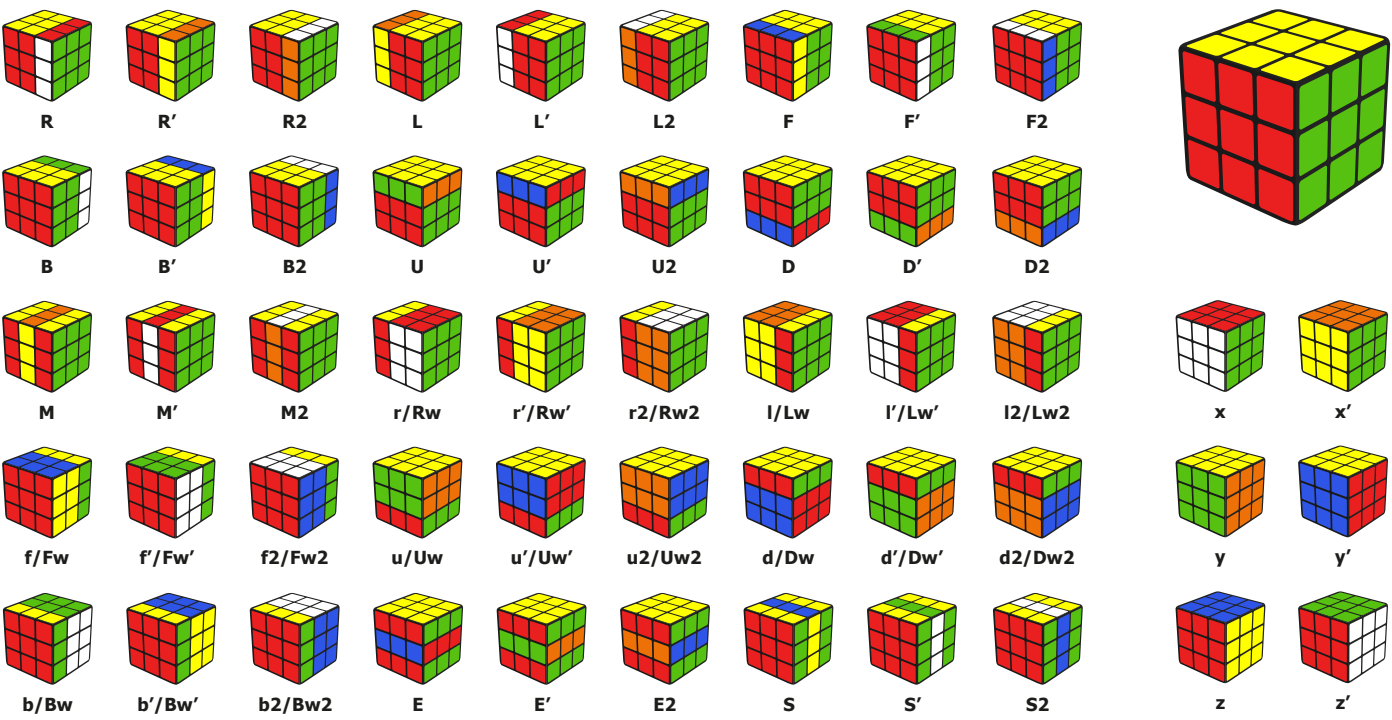 R R′ R2 L L′ L2 F F′ F2
B B′ B2 U U′ U2 D D′ D2
M M′ M2 r/Rw r′/Rw′ r2/Rw2 l/Lw l′/Lw′ l2/Lw2 x x′
f/Fw f′/Fw′ f2/Fw2 u/Uw u′/Uw′ u2/Uw2 d/Dw d′/Dw′ d2/Dw2 y y′
b/Bw b′/Bw′ b2/Bw2 E E′ E2 S S′ S2 z z′